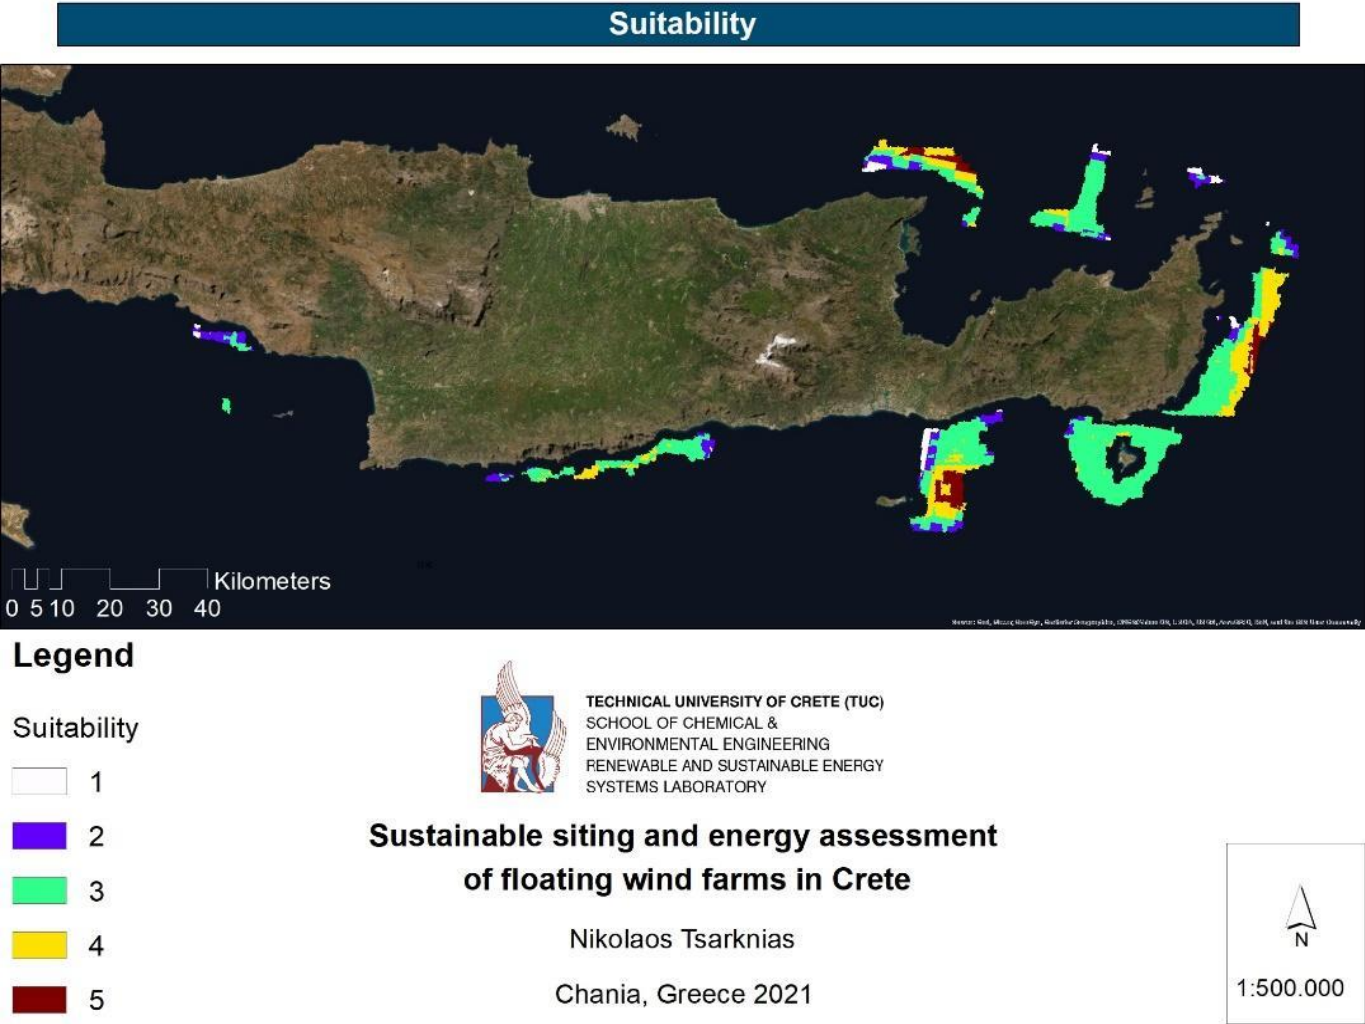 Suitability
Kilometers
0 5 10 20 30 40
Legend
Suitability
1
2
3
4
5
TECHNICAL UNIVERSITY OF CRETE (TUC)
SCHOOL OF CHEMICAL &
ENVIRONMENTAL ENGINEERING
RENEWABLE AND SUSTAINABLE ENERGY
SYSTEMS LABORATORY
Sustainable siting and energy assessment
of floating wind farms in Crete
Nikolaos Tsarknias
Chania, Greece 2021
N
1:500.000